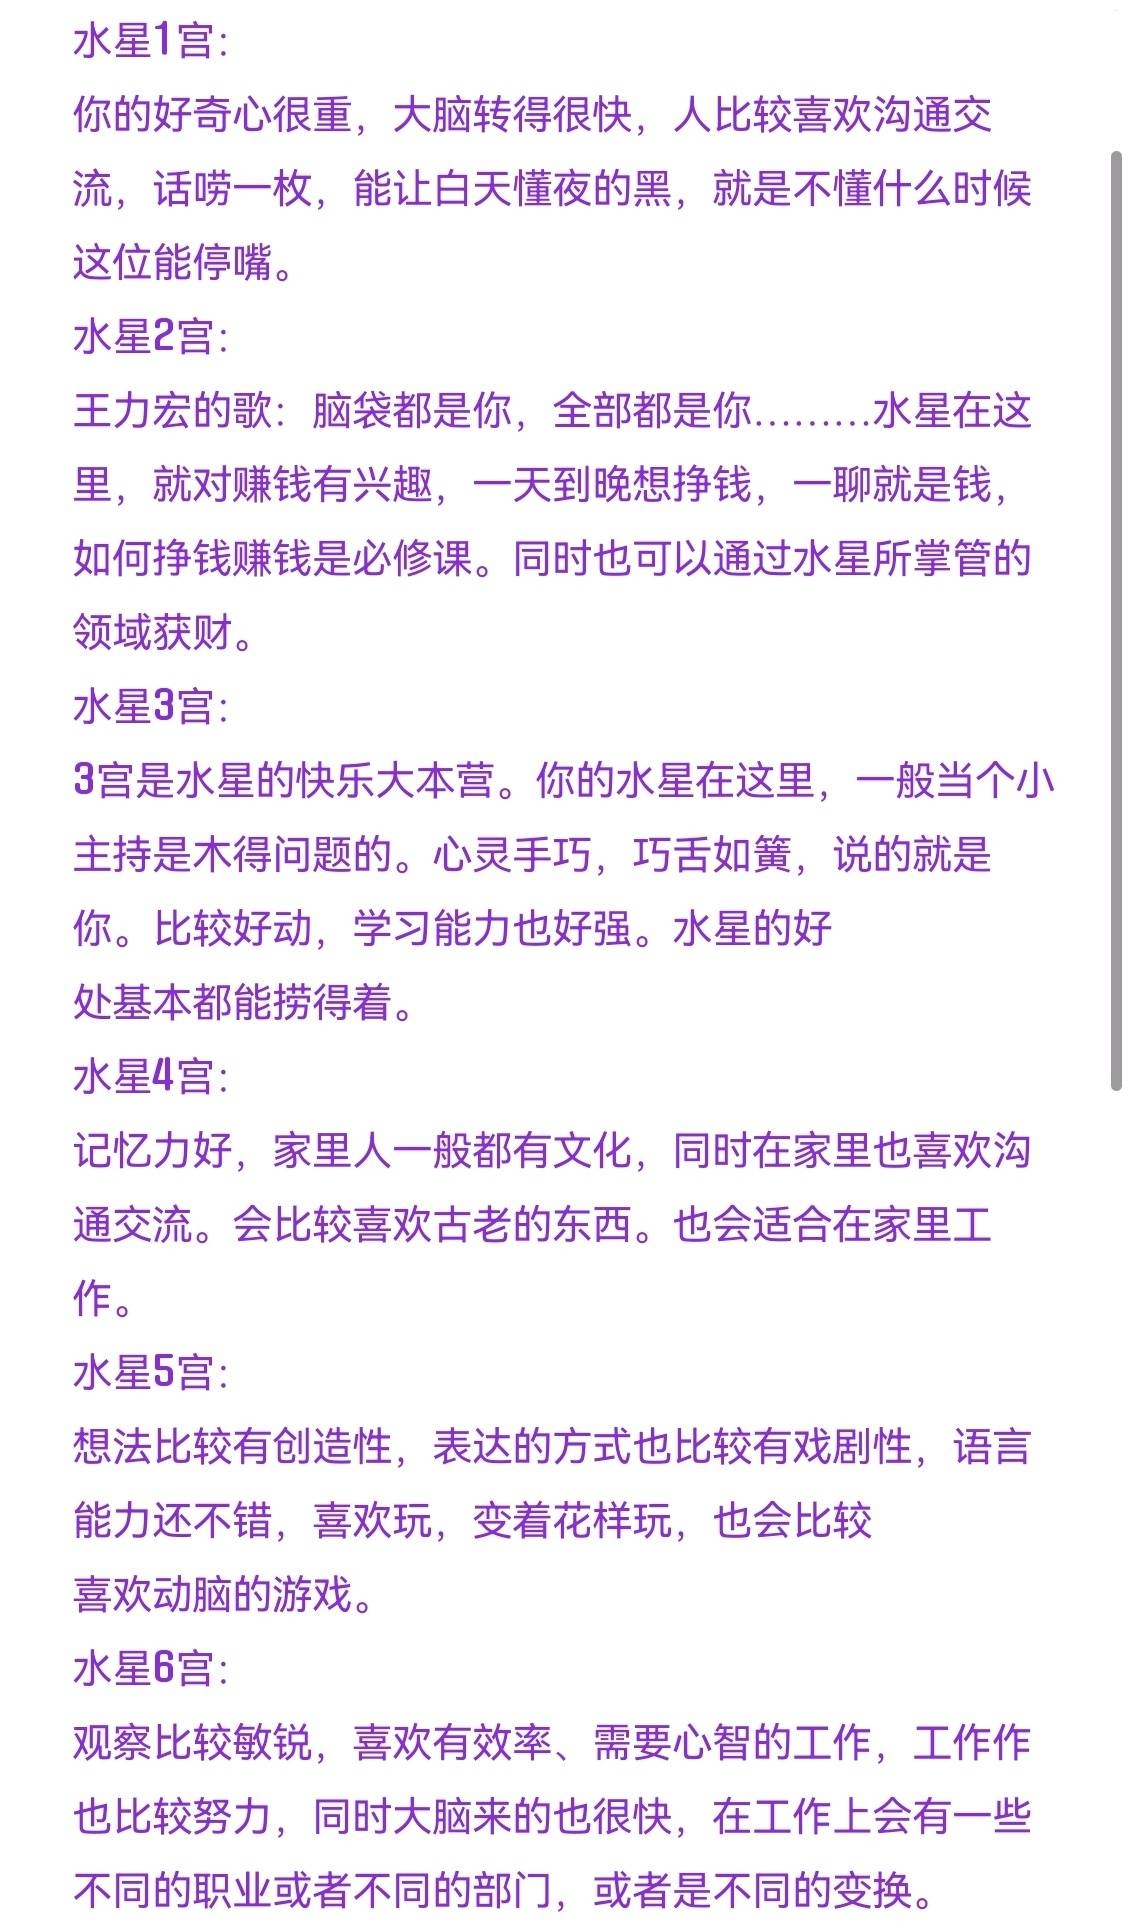 水星1宫：
你的好奇心很重，大脑转得很快，人比较喜欢沟通交
流，话唠一枚，能让白天懂夜的黑，就是不懂什么时候
这位能停嘴。
水星2宫：
王力宏的歌：脑袋都是你，全部都是你………水星在这
里，就对赚钱有兴趣，一天到晚想挣钱，一聊就是钱，
如何挣钱赚钱是必修课。同时也可以通过水星所掌管的
领域获财。
水星3宫：
3宫是水星的快乐大本营。你的水星在这里，一般当个小
主持是木得问题的。心灵手巧，巧舌如簧，说的就是
你。比较好动，学习能力也好强。水星的好
处基本都能捞得着。
水星4宫：
记忆力好，家里人一般都有文化，同时在家里也喜欢沟
通交流。会比较喜欢古老的东西。也会适合在家里工
作。
水星5宫：
想法比较有创造性，表达的方式也比较有戏剧性，语言
能力还不错，喜欢玩，变着花样玩，也会比较
喜欢动脑的游戏。
水星6宫：
观察比较敏锐，喜欢有效率、需要心智的工作，工作作
也比较努力，同时大脑来的也很快，在工作上会有一些
不同的职业或者不同的部门，或者是不同的变换。